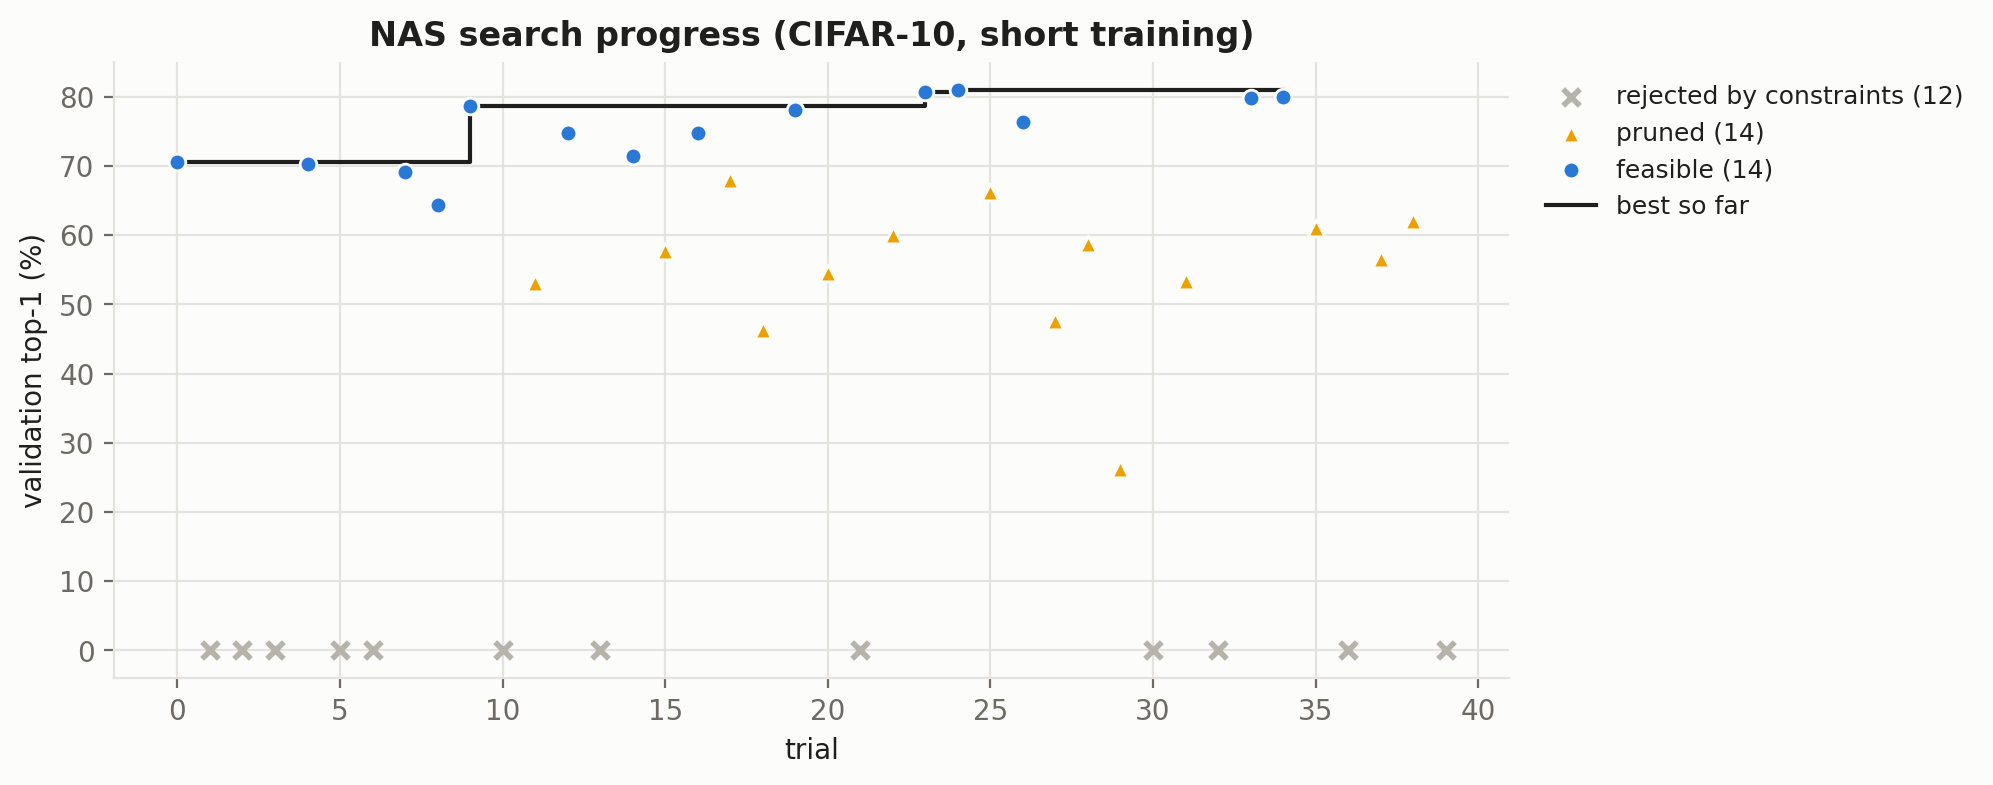 NAS search progress (CIFAR-10, short training)
validation top-1 (%)
80
70
60
50
40
30
20
10
0
0 5 10 15 20 25 30 35 40
trial
rejected by constraints (12)
pruned (14)
feasible (14)
best so far